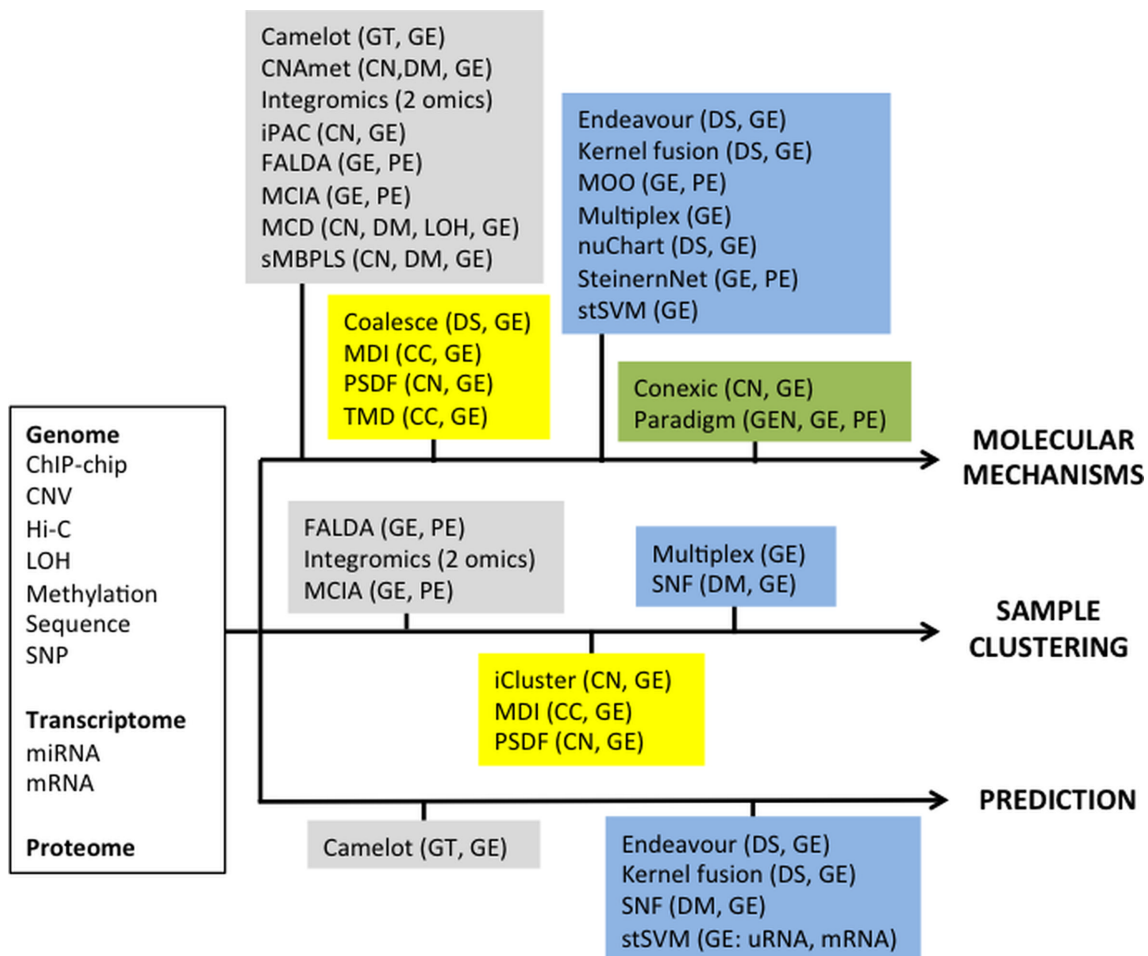 Camelot (GT, GE)
CNAmet (CN,DM, GE)
Integromics (2 omics)
iPAC (CN, GE)
FALDA (GE, PE)
MCIA (GE, PE)
MCD (CN, DM, LOH, GE)
sMBPLS (CN, DM, GE)
Endeavour (DS, GE)
Kernel fusion (DS, GE)
MOO (GE, PE)
Multiplex (GE)
nuChart (DS, GE)
SteinernNet (GE, PE)
stSVM (GE)
Coalesce (DS, GE)
MDI (CC, GE)
PSDF (CN, GE)
TMD (CC, GE)
Conexic (CN, GE)
Paradigm (GEN, GE, PE)
MOLECULAR
MECHANISMS
Genome
ChIP-chip
CNV
Hi-C
LOH
Methylation
Sequence
SNP
Transcriptome
miRNA
mRNA
Proteome
FALDA (GE, PE)
Integromics (2 omics)
MCIA (GE, PE)
Multiplex (GE)
SNF (DM, GE)
SAMPLE
CLUSTERING
iCluster (CN, GE)
MDI (CC, GE)
PSDF (CN, GE)
PREDICTION
Camelot (GT, GE)
Endeavour (DS, GE)
Kernel fusion (DS, GE)
SNF (DM, GE)
stSVM (GE: uRNA, mRNA)